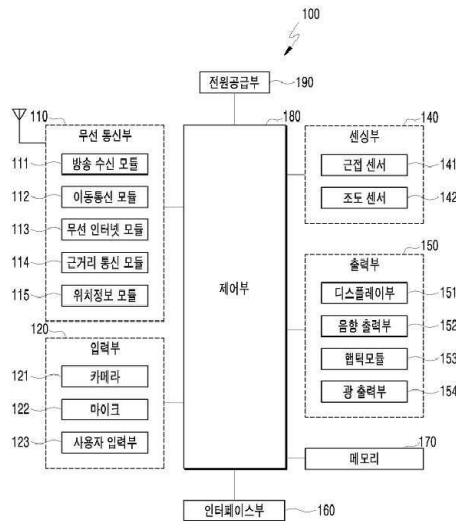 100
전원공급부
190
110
무선 통신부
111
방송 수신 모듈
112
이동통신 모듈
113
무선 인터넷 모듈
114
근거리 통신 모듈
115
위치정보 모듈
120
입력부
121
카메라
122
마이크
123
사용자 입력부
180
제어부
140
센싱부
근접 센서
141
조도 센서
142
150
출력부
디스플레이부
151
음향 출력부
152
햅틱모듈
153
광 출력부
154
170
메모리
인터페이스부
160